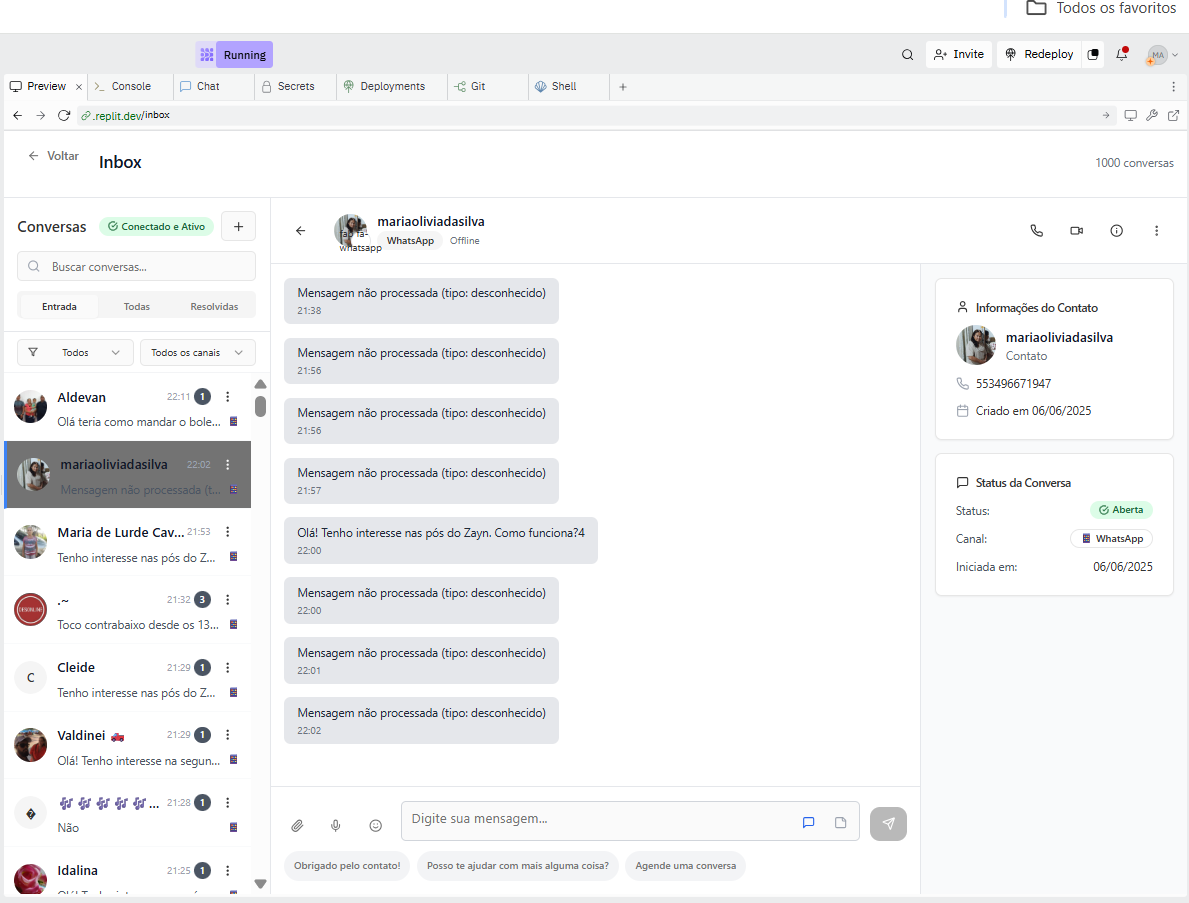 Todos os favoritos
Running
Invite
Redeploy
MA
Preview
Console
Chat
Secrets
Deployments
Git
Shell
.replit.dev/inbox
Voltar
Inbox
1000 conversas
Conversas
Conectado e Ativo
Buscar conversas...
Entrada
Todas
Resolvidas
Todos
Todos os canais
Aldevan
22:11
1
Olá teria como mandar o bole...
mariaoliviadasilva
22:02
Mensagem não processada (t...
Maria de Lurde Cav...
21:53
Tenho interesse nas pós do Z...
.~
21:32
3
Toco contrabaixo desde os 13...
Cleide
21:29
1
C
Tenho interesse nas pós do Z...
Valdinei
21:29
1
Olá! Tenho interesse na segun...
...
21:28
1
Não
Idalina
21:25
1
mariaoliviadasilva
fab fa-
whatsapp
WhatsApp
Offline
Mensagem não processada (tipo: desconhecido)
21:38
Mensagem não processada (tipo: desconhecido)
21:56
Mensagem não processada (tipo: desconhecido)
21:56
Mensagem não processada (tipo: desconhecido)
21:57
Olá! Tenho interesse nas pós do Zayn. Como funciona?4
22:00
Mensagem não processada (tipo: desconhecido)
22:00
Mensagem não processada (tipo: desconhecido)
22:01
Mensagem não processada (tipo: desconhecido)
22:02
Digite sua mensagem...
Obrigado pelo contato!
Posso te ajudar com mais alguma coisa?
Agende uma conversa
Informações do Contato
mariaoliviadasilva
Contato
553496671947
Criado em 06/06/2025
Status da Conversa
Status:
Aberta
Canal:
WhatsApp
Iniciada em:
06/06/2025